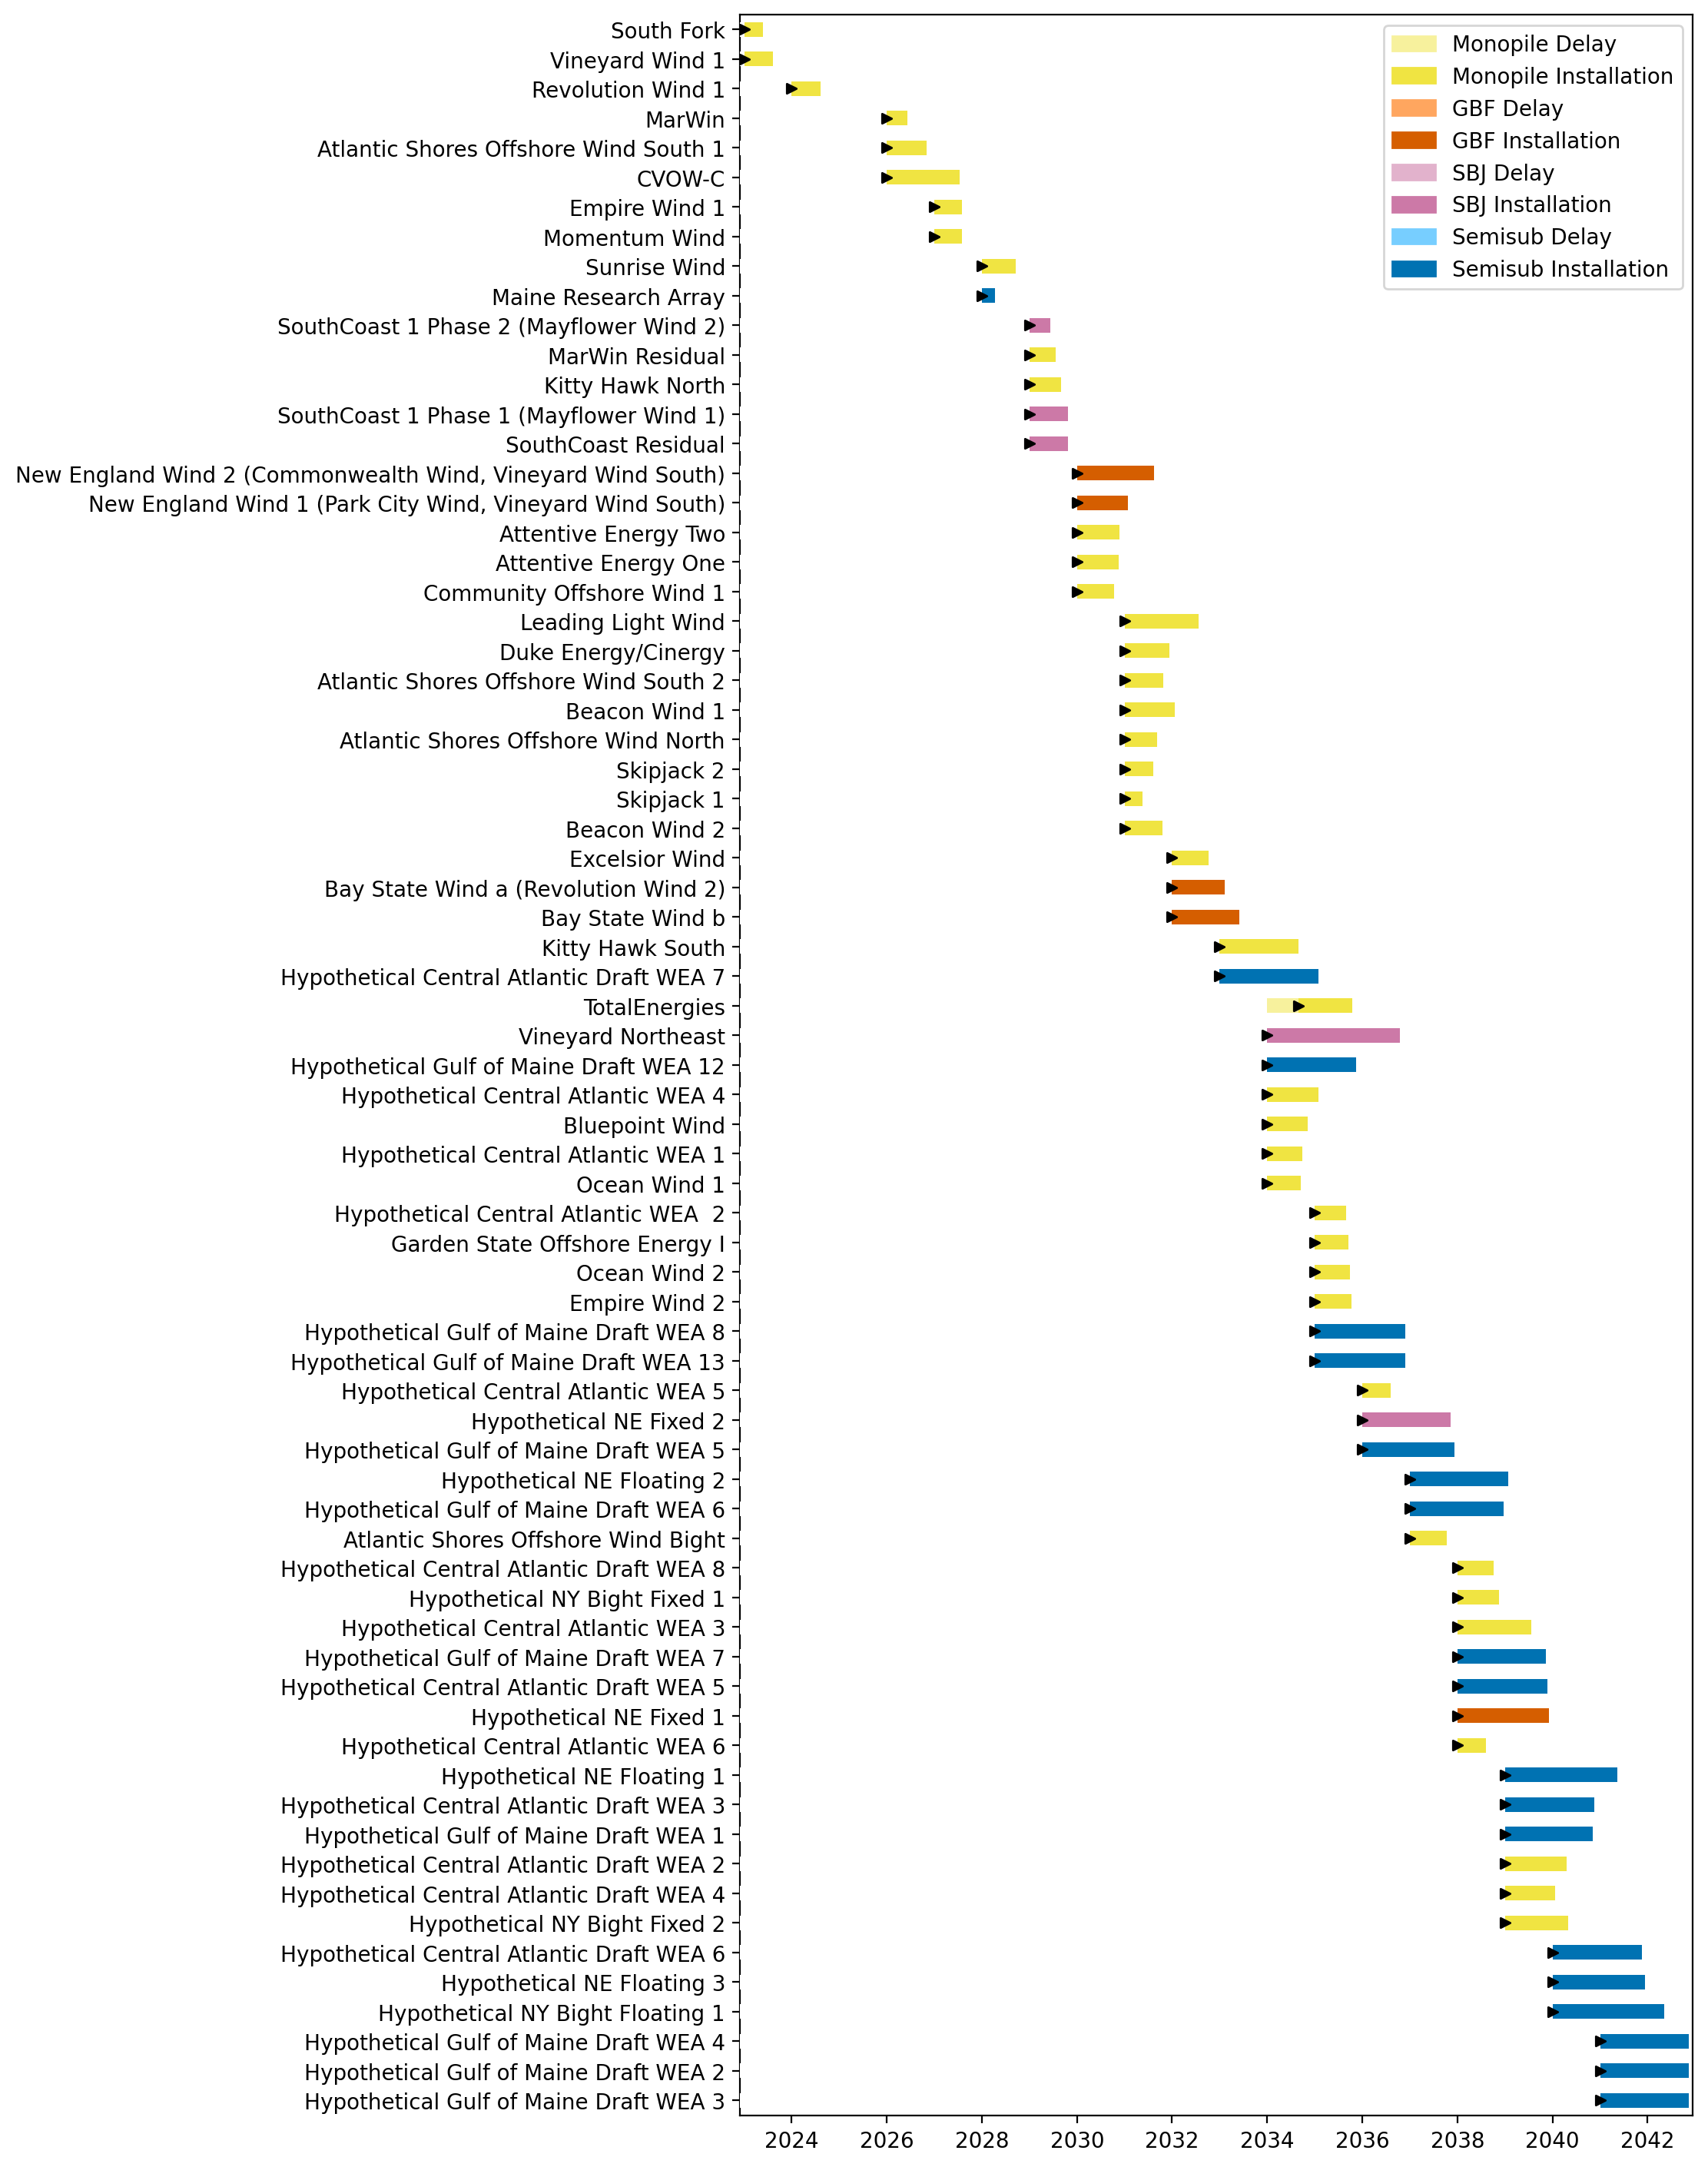 South Fork
Vineyard Wind 1
Revolution Wind 1
MarWin
Atlantic Shores Offshore Wind South 1
CVOW-C
Empire Wind 1
Momentum Wind
Sunrise Wind
Maine Research Array
SouthCoast 1 Phase 2 (Mayflower Wind 2)
MarWin Residual
Kitty Hawk North
SouthCoast 1 Phase 1 (Mayflower Wind 1)
SouthCoast Residual
New England Wind 2 (Commonwealth Wind, Vineyard Wind South)
New England Wind 1 (Park City Wind, Vineyard Wind South)
Attentive Energy Two
Attentive Energy One
Community Offshore Wind 1
Leading Light Wind
Duke Energy/Cinergy
Atlantic Shores Offshore Wind South 2
Beacon Wind 1
Atlantic Shores Offshore Wind North
Skipjack 2
Skipjack 1
Beacon Wind 2
Excelsior Wind
Bay State Wind a (Revolution Wind 2)
Bay State Wind b
Kitty Hawk South
Hypothetical Central Atlantic Draft WEA 7
TotalEnergies
Vineyard Northeast
Hypothetical Gulf of Maine Draft WEA 12
Hypothetical Central Atlantic WEA 4
Bluepoint Wind
Hypothetical Central Atlantic WEA 1
Ocean Wind 1
Hypothetical Central Atlantic WEA  2
Garden State Offshore Energy I
Ocean Wind 2
Empire Wind 2
Hypothetical Gulf of Maine Draft WEA 8
Hypothetical Gulf of Maine Draft WEA 13
Hypothetical Central Atlantic WEA 5
Hypothetical NE Fixed 2
Hypothetical Gulf of Maine Draft WEA 5
Hypothetical NE Floating 2
Hypothetical Gulf of Maine Draft WEA 6
Atlantic Shores Offshore Wind Bight
Hypothetical Central Atlantic Draft WEA 8
Hypothetical NY Bight Fixed 1
Hypothetical Central Atlantic WEA 3
Hypothetical Gulf of Maine Draft WEA 7
Hypothetical Central Atlantic Draft WEA 5
Hypothetical NE Fixed 1
Hypothetical Central Atlantic WEA 6
Hypothetical NE Floating 1
Hypothetical Central Atlantic Draft WEA 3
Hypothetical Gulf of Maine Draft WEA 1
Hypothetical Central Atlantic Draft WEA 2
Hypothetical Central Atlantic Draft WEA 4
Hypothetical NY Bight Fixed 2
Hypothetical Central Atlantic Draft WEA 6
Hypothetical NE Floating 3
Hypothetical NY Bight Floating 1
Hypothetical Gulf of Maine Draft WEA 4
Hypothetical Gulf of Maine Draft WEA 2
Hypothetical Gulf of Maine Draft WEA 3
Monopile Delay
Monopile Installation
GBF Delay
GBF Installation
SBJ Delay
SBJ Installation
Semisub Delay
Semisub Installation
2024 2026 2028 2030 2032 2034 2036 2038 2040 2042